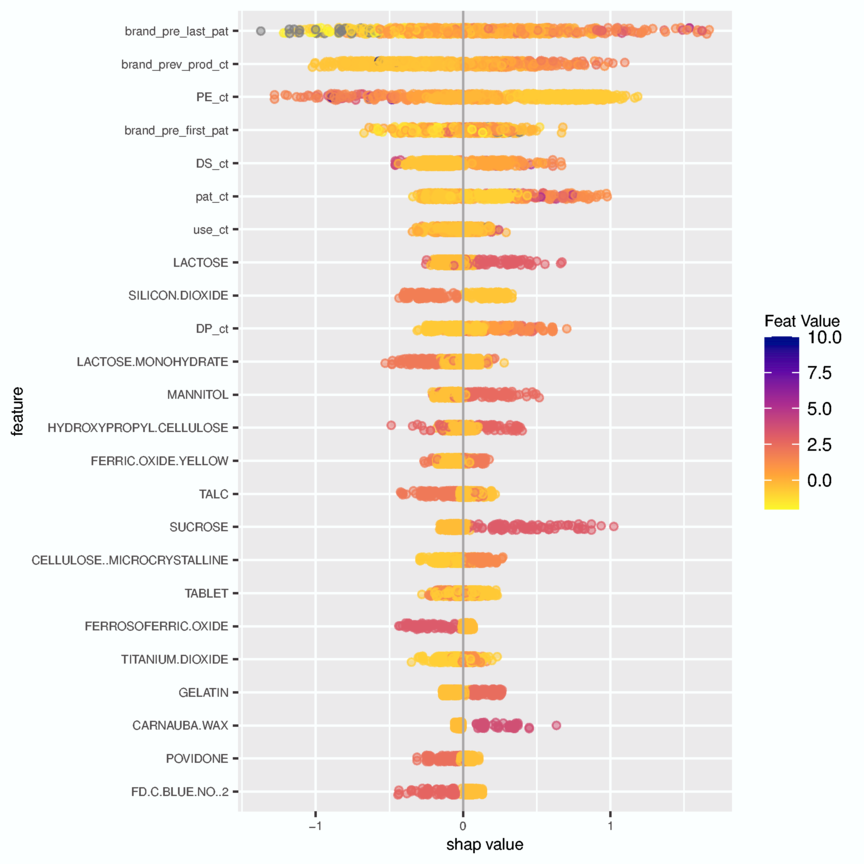 brand_pre_last_pat
brand_prev_prod_ct
PE_ct
brand_pre_first_pat
DS_ct
pat_ct
use_ct
LACTOSE
SILICON.DIOXIDE
DP_ct
LACTOSE.MONOHYDRATE
MANNITOL
HYDROXYPROPYL.CELLULOSE
FERRIC.OXIDE.YELLOW
TALC
SUCROSE
CELLULOSE..MICROCRYSTALLINE
TABLET
FERROSOFERRIC.OXIDE
TITANIUM.DIOXIDE
GELATIN
CARNAUBA.WAX
POVIDONE
FD.C.BLUE.NO..2
feature
−1 0 1
shap value
Feat Value
10.0
7.5
5.0
2.5
0.0